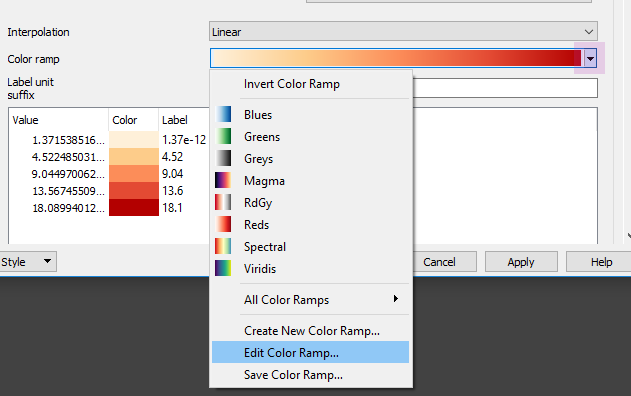 Interpolation Linear
Color ramp
Label unit
suffix
Invert Color Ramp
Blues
Greens
Greys
Magma
RdGy
Reds
Spectral
Viridis
All Color Ramps
Create New Color Ramp...
Edit Color Ramp...
Save Color Ramp...
Value Color Label
1.371538516... 1.37e-12
4.522485031... 4.52
9.044970062... 9.04
13.56745509... 13.6
18.08994012... 18.1
Style Cancel Apply Help